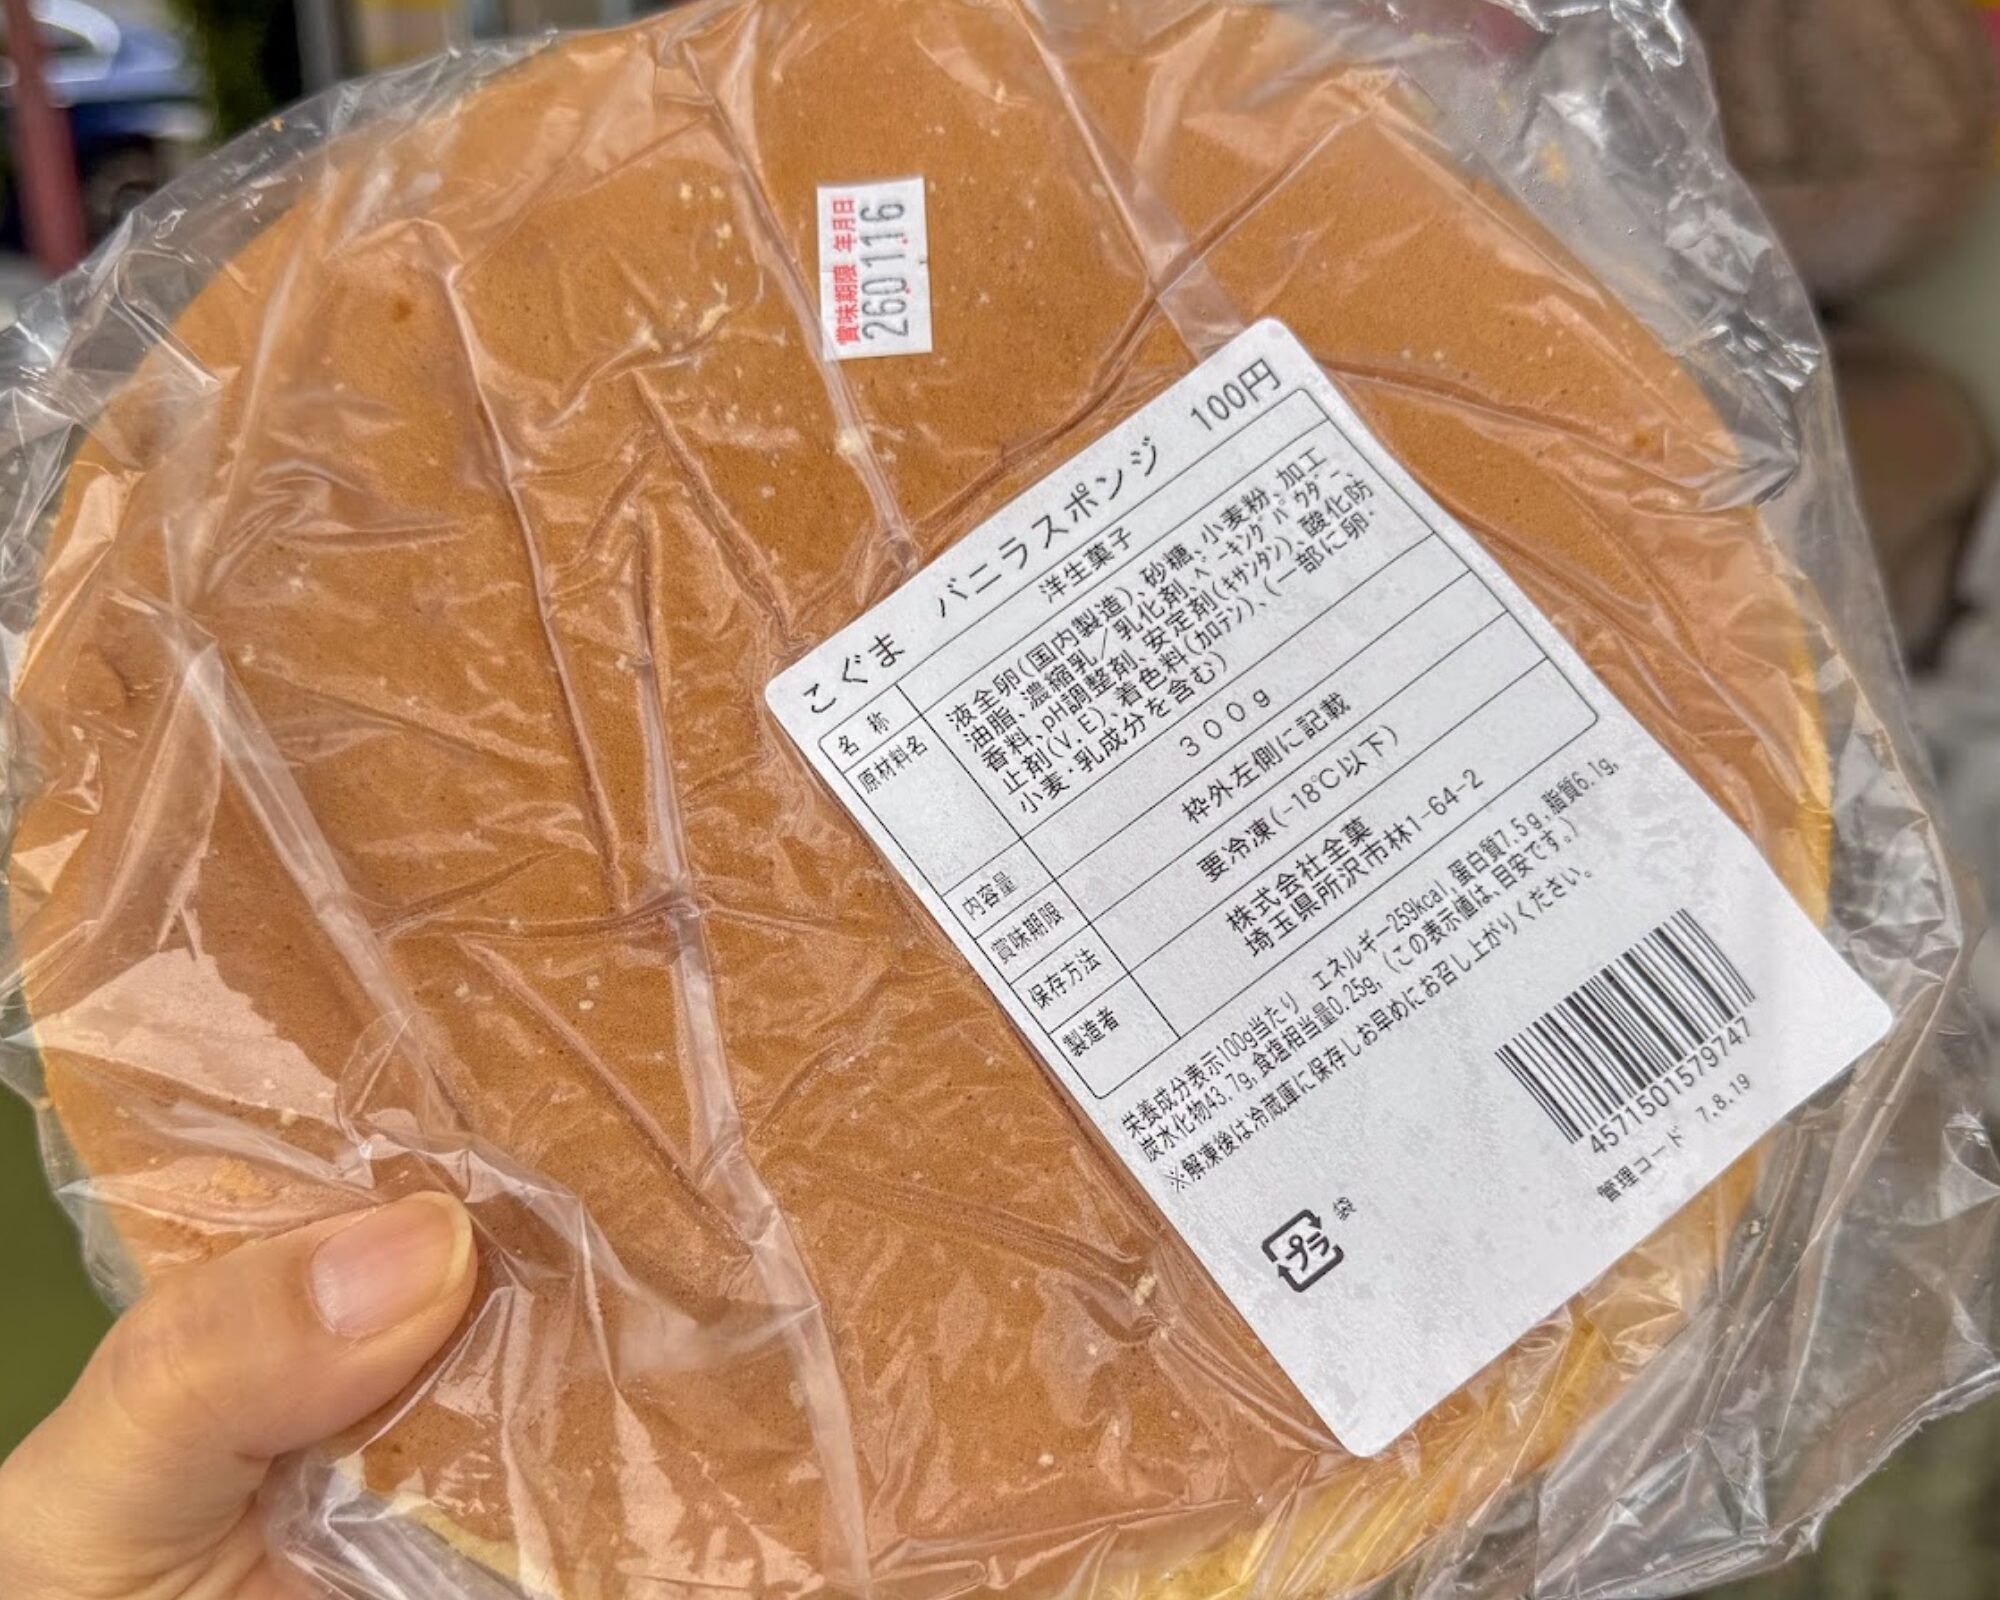 賞味期限 年月日
260116
こぐま バニラスポンジ 100円
名称 洋生菓子
原材料名 液全卵(国内製造)、砂糖、小麦粉、加工
油脂、濃縮乳／乳化剤、ベーキングパウダー、
香料、pH調整剤、安定剤(キサンタン)、酸化防
止剤(V.E)、着色料(カロテン)、(一部に卵・
小麦・乳成分を含む)
内容量 300g
賞味期限 枠外左側に記載
保存方法 要冷凍(-18℃以下)
製造者 株式会社全菓
埼玉県所沢市林1-64-2
栄養成分表示100g当たり エネルギー259kcal,蛋白質7.5g,脂質6.1g,
炭水化物43.7g,食塩相当量0.25g,(この表示値は、目安です。)
※解凍後は冷蔵庫に保存しお早めにお召し上がりください。
4571501579747
管理コード 7.8.19
プラ 袋